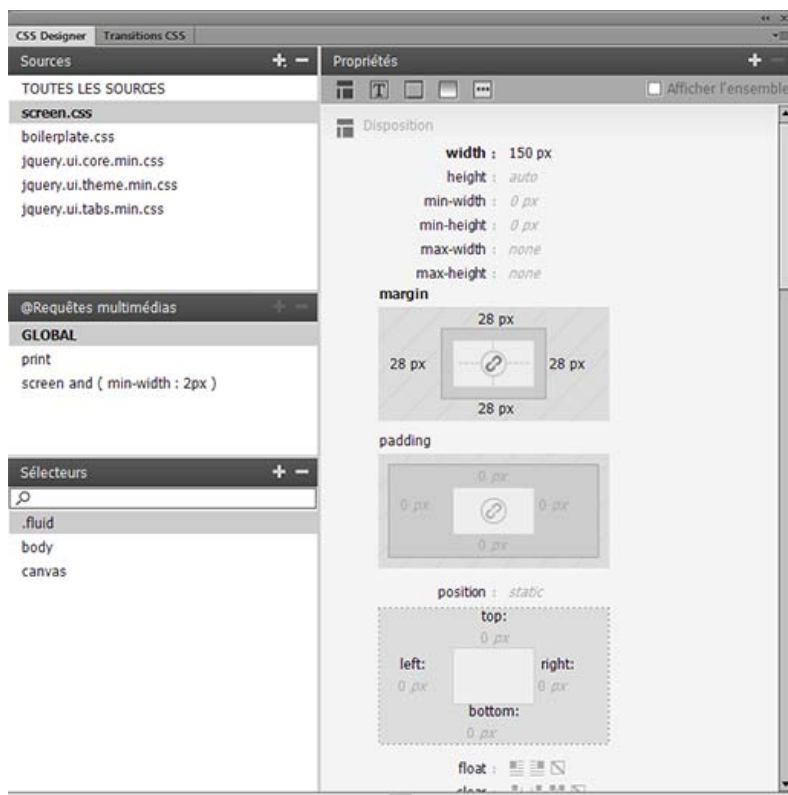 CSS Designer
Transitions CSS
Sources
TOUTES LES SOURCES
screen.css
boilerplate.css
jquery.ui.core.min.css
jquery.ui.theme.min.css
jquery.ui.tabs.min.css
@Requêtes multimédias
GLOBAL
print
screen and ( min-width : 2px )
Sélecteurs
.fluid
body
canvas
Propriétés
T
Afficher l'ensemble
Disposition
width : 150 px
height : auto
min-width : 0 px
min-height : 0 px
max-width : none
max-height : none
margin
28 px
28 px 28 px
28 px
padding
0 px
0 px 0 px
0 px
position : static
top:
0 px
left: right:
0 px 0 px
bottom:
0 px
float :
clear